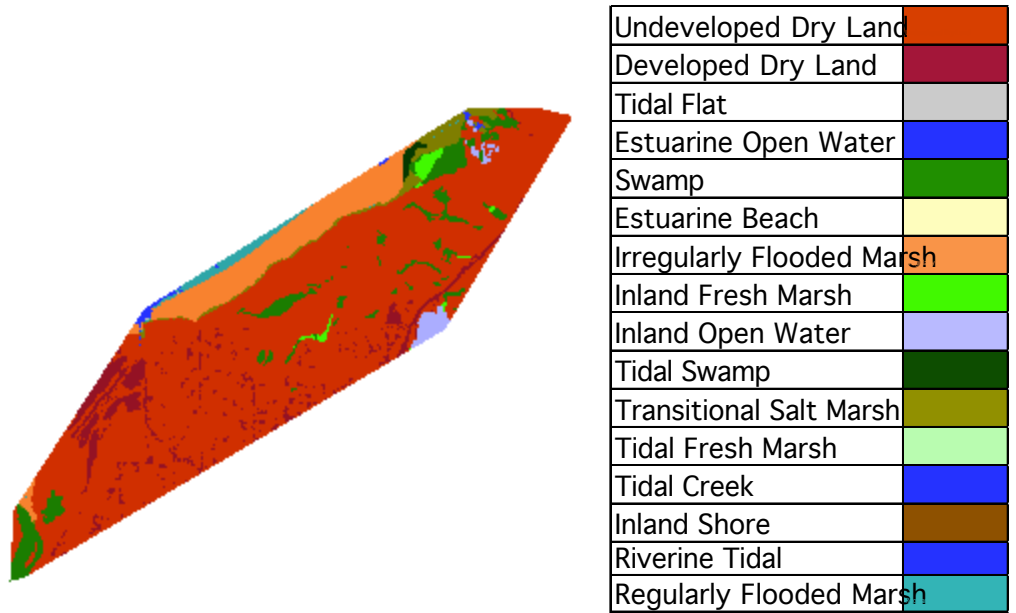 Undeveloped Dry Land
Developed Dry Land
Tidal Flat
Estuarine Open Water
Swamp
Estuarine Beach
Irregularly Flooded Marsh
Inland Fresh Marsh
Inland Open Water
Tidal Swamp
Transitional Salt Marsh
Tidal Fresh Marsh
Tidal Creek
Inland Shore
Riverine Tidal
Regularly Flooded Marsh